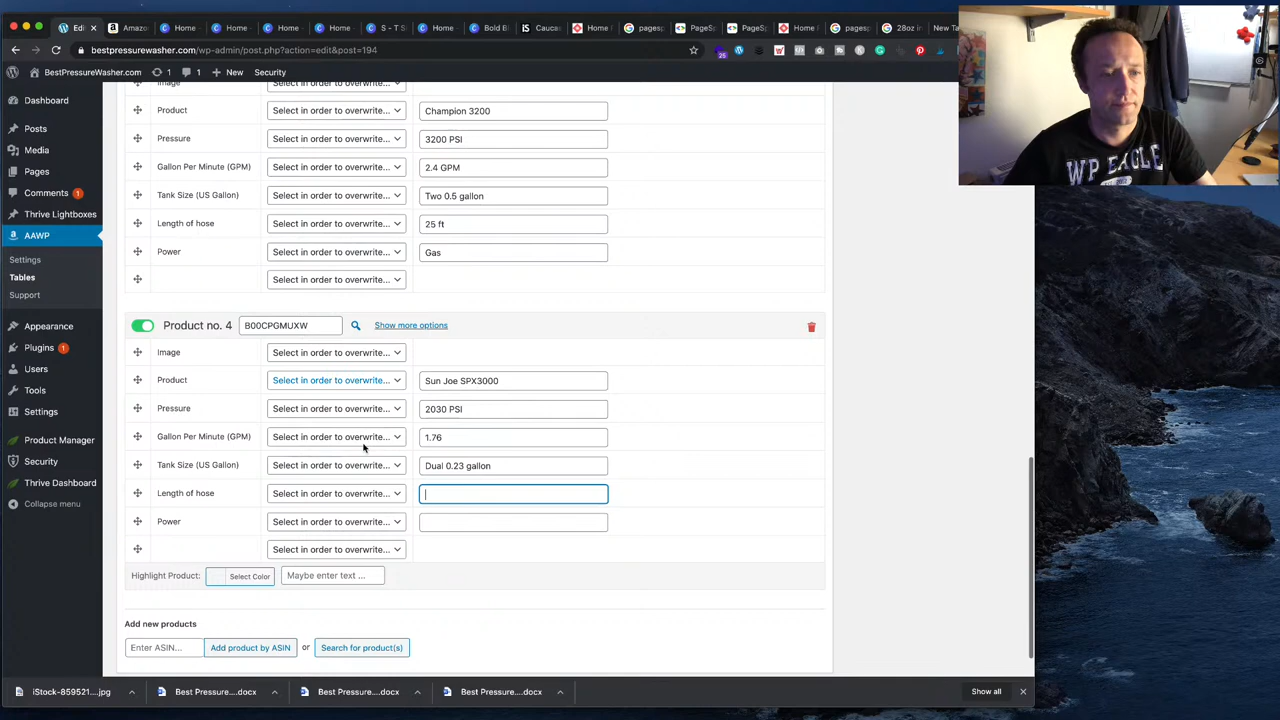 Edi
Amazo
Home
Home
Home
Home
S - T S
Home
Bold Bl
Cauca
Home I
pagesp
PageSp
PageSp
Home I
pagesp
28oz in
New Ta
bestpressurewasher.com/wp-admin/post.php?action=edit&post=194
25
BestPressureWasher.com
1
1
New
Security
Dashboard
Posts
Media
Pages
Comments 1
Thrive Lightboxes
AAWP
Settings
Tables
Support
Appearance
Plugins 1
Users
Tools
Settings
Product Manager
Security
Thrive Dashboard
Collapse menu
Image Select in order to overwrite...
Product Select in order to overwrite... Champion 3200
Pressure Select in order to overwrite... 3200 PSI
Gallon Per Minute (GPM) Select in order to overwrite... 2.4 GPM
Tank Size (US Gallon) Select in order to overwrite... Two 0.5 gallon
Length of hose Select in order to overwrite... 25 ft
Power Select in order to overwrite... Gas
Select in order to overwrite...
Product no. 4 B00CPGMUXW Show more options
Image Select in order to overwrite...
Product Select in order to overwrite... Sun Joe SPX3000
Pressure Select in order to overwrite... 2030 PSI
Gallon Per Minute (GPM) Select in order to overwrite... 1.76
Tank Size (US Gallon) Select in order to overwrite... Dual 0.23 gallon
Length of hose Select in order to overwrite...
Power Select in order to overwrite...
Select in order to overwrite...
Highlight Product: Select Color Maybe enter text ...
Add new products
Enter ASIN... Add product by ASIN or Search for product(s)
iStock-859521....jpg
Best Pressure....docx
Best Pressure....docx
Best Pressure....docx
Show all
WP EAGLE